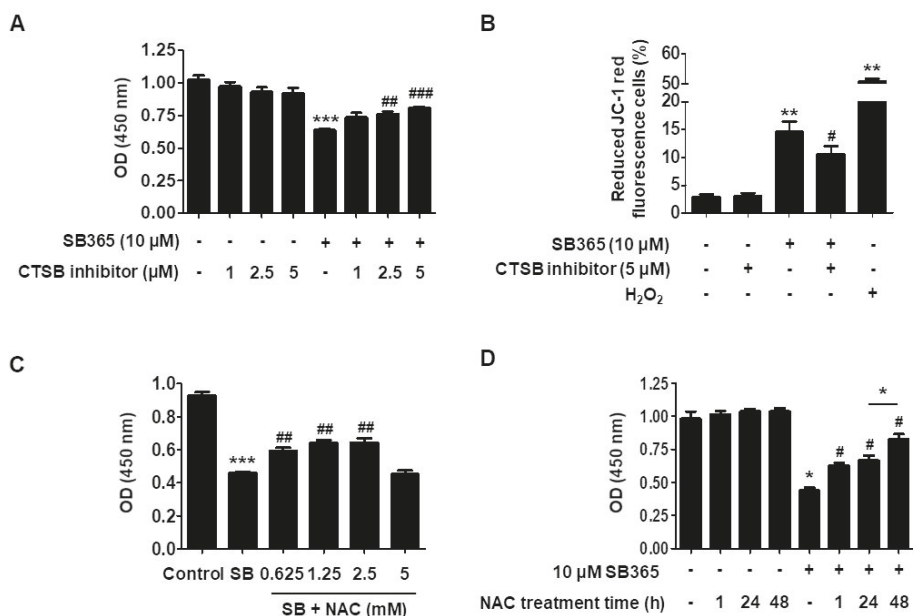 A
OD (450 nm)
1.25
1.00
0.75
0.50
0.25
0.00
***
##
###
SB365 (10 µM) - - - - + + + +
CTSB inhibitor (µM) - 1 2.5 5 - 1 2.5 5
B
Reduced JC-1 red
fluorescence cells (%)
60
50
20
15
10
5
0
**
#
**
SB365 (10 µM) - - + + -
CTSB inhibitor (5 µM) - + - + -
H₂O₂ - - - - +
C
OD (450 nm)
1.0
0.8
0.6
0.4
0.2
0.0
***
##
##
##
Control SB 0.625 1.25 2.5 5
SB + NAC (mM)
D
OD (450 nm)
1.25
1.00
0.75
0.50
0.25
0.00
*
*
#
#
#
10 µM SB365 - - - - + + + +
NAC treatment time (h) - 1 24 48 - 1 24 48